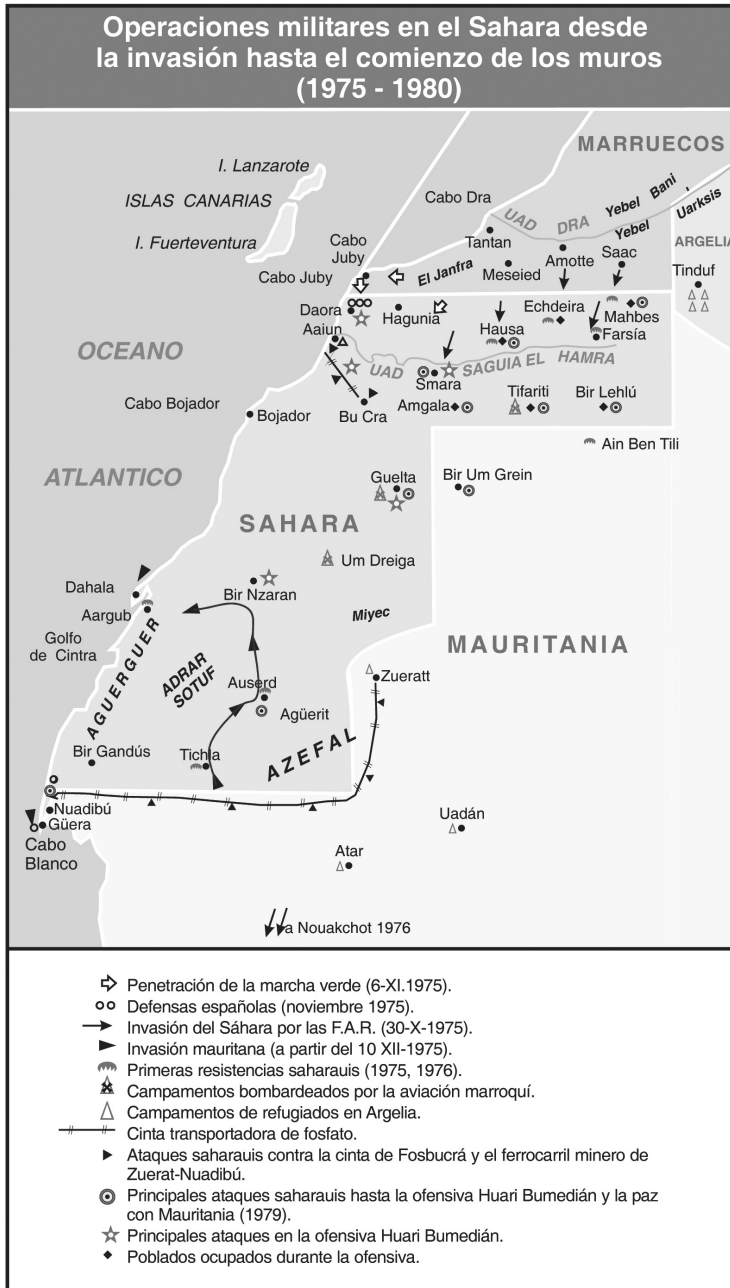 Operaciones militares en el Sahara desde
la invasión hasta el comienzo de los muros
(1975 - 1980)
MARRUECOS
I. Lanzarote
ISLAS CANARIAS
I. Fuerteventura
Cabo Dra
UAD DRA
Yebel Bani
Yebel Uarksis
ARGELIA
Tantan
Cabo
Juby
Cabo Juby
El Janfra
Meseied
Amotte
Saac
Tinduf
Daora
Hagunia
Echdeira
Mahbes
Aaiun
Hausa
Farsía
OCEANO
UAD SAGUIA EL HAMRA
Smara
Cabo Bojador
Bojador
Bu Cra
Amgala
Tifariti
Bir Lehlú
Ain Ben Tili
ATLANTICO
Guelta
Bir Um Grein
SAHARA
Um Dreiga
Dahala
Bir Nzaran
Aargub
Miyec
Golfo
de Cintra
MAURITANIA
AGUERGUER
ADRAR
SOTUF
Zueratt
Auserd
Agüerit
AZEFAL
Bir Gandús
Tichla
Nuadibú
Güera
Cabo
Blanco
Uadán
Atar
a Nouakchot 1976
Penetración de la marcha verde (6-XI.1975).
Defensas españolas (noviembre 1975).
Invasión del Sáhara por las F.A.R. (30-X-1975).
Invasión mauritana (a partir del 10 XII-1975).
Primeras resistencias saharauis (1975, 1976).
Campamentos bombardeados por la aviación marroquí.
Campamentos de refugiados en Argelia.
Cinta transportadora de fosfato.
Ataques saharauis contra la cinta de Fosbucrá y el ferrocarril minero de
Zuerat-Nuadibú.
Principales ataques saharauis hasta la ofensiva Huari Bumedián y la paz
con Mauritania (1979).
Principales ataques en la ofensiva Huari Bumedián.
Poblados ocupados durante la ofensiva.